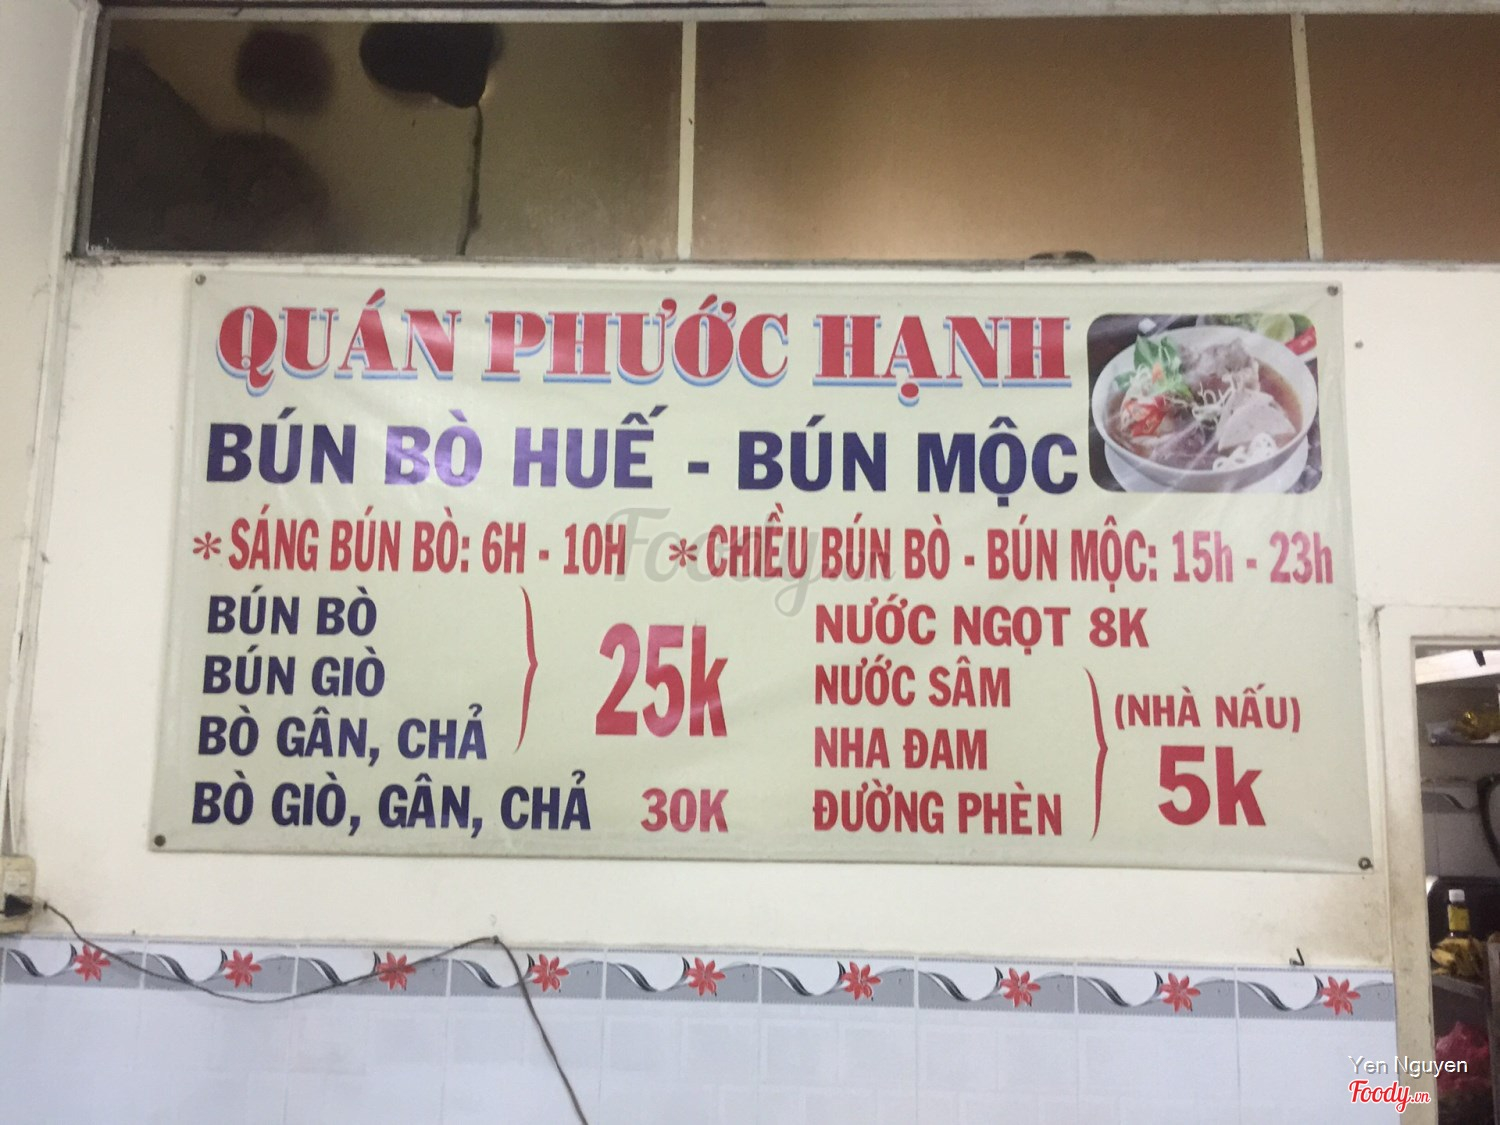 QUÁN PHƯỚC HẠNH
BÚN BÒ HUẾ - BÚN MỘC
* SÁNG BÚN BÒ: 6H - 10H * CHIỀU BÚN BÒ - BÚN MỘC: 15h - 23h
BÚN BÒ
BÚN GIÒ
BÒ GÂN, CHẢ
25k
BÒ GIÒ, GÂN, CHẢ 30K
NƯỚC NGỌT 8K
NƯỚC SÂM
NHA ĐAM
ĐƯỜNG PHÈN
(NHÀ NẤU)
5k
Foody.vn
Yen Nguyen
Foody.vn